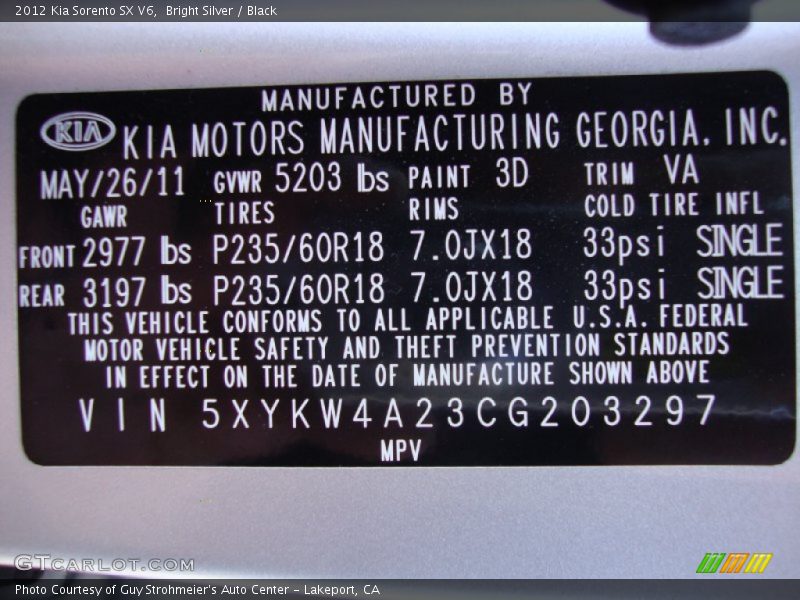 2012 Kia Sorento SX V6,  Bright Silver / Black
MANUFACTURED BY
KIA KIA MOTORS MANUFACTURING GEORGIA, INC.
MAY/26/11 GVWR 5203 lbs PAINT 3D TRIM VA
GAWR TIRES RIMS COLD TIRE INFL
FRONT 2977 lbs P235/60R18 7.0JX18 33psi SINGLE
REAR 3197 lbs P235/60R18 7.0JX18 33psi SINGLE
THIS VEHICLE CONFORMS TO ALL APPLICABLE U.S.A. FEDERAL
MOTOR VEHICLE SAFETY AND THEFT PREVENTION STANDARDS
IN EFFECT ON THE DATE OF MANUFACTURE SHOWN ABOVE
VIN 5XYKW4A23CG203297
MPV
GTCARLOT.COM
Photo Courtesy of Guy Strohmeier's Auto Center - Lakeport, CA